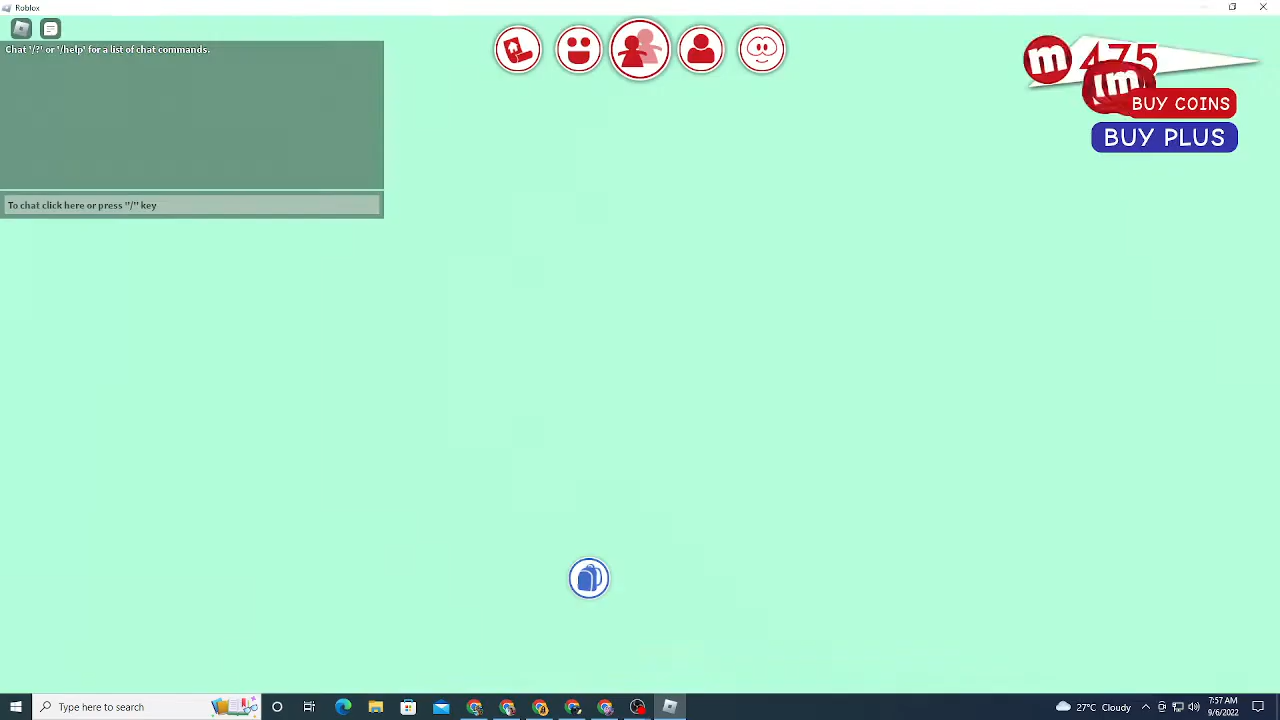 Roblox
Chat '/?' or '/help' for a list of chat commands.
m 475
m
BUY COINS
BUY PLUS
To chat click here or press "/" key
Type here to search
27°C Cloudy
7:57 AM
9/6/2022